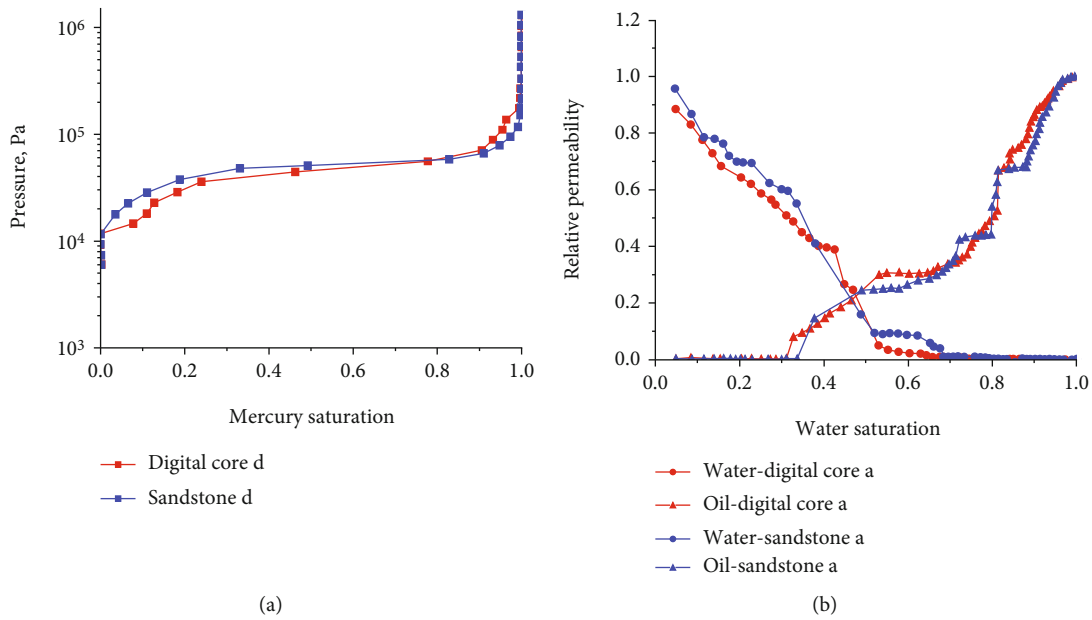 10⁶
10⁵
10⁴
10³
Pressure, Pa
0.0 0.2 0.4 0.6 0.8 1.0
Mercury saturation
Digital core d
Sandstone d
(a)
1.2
1.0
0.8
0.6
0.4
0.2
0.0
Relative permeability
0.0 0.2 0.4 0.6 0.8 1.0
Water saturation
Water-digital core a
Oil-digital core a
Water-sandstone a
Oil-sandstone a
(b)